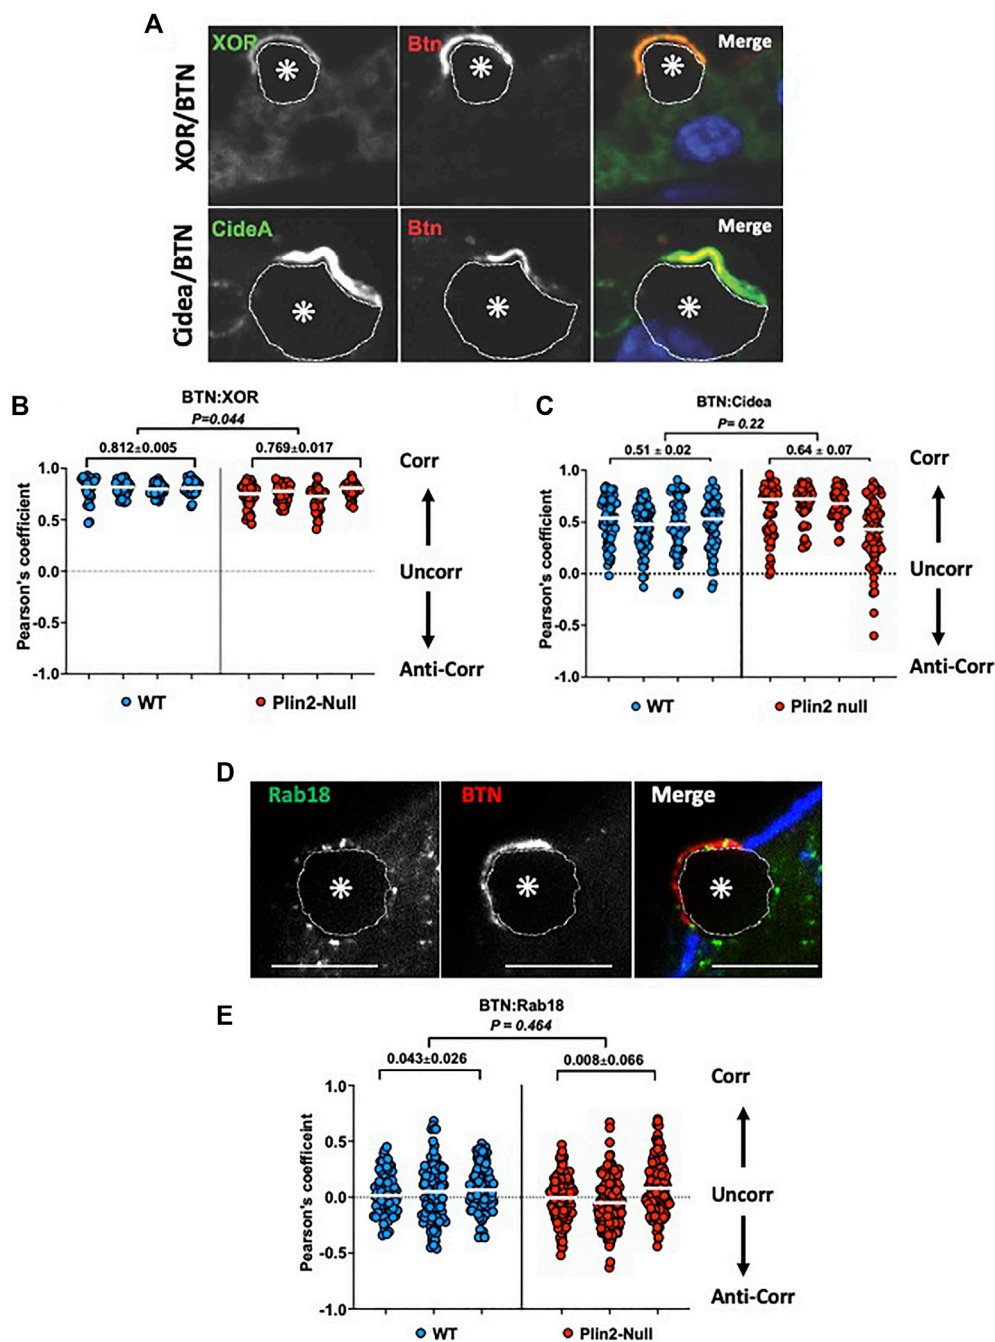 A
XOR/BTN
XOR
Btn
Merge
Cidea/BTN
CideA
Btn
Merge
B
BTN:XOR
P=0.044
0.812±0.005
0.769±0.017
Pearson's coefficient
1.0
0.5
0.0
-0.5
-1.0
WT
Plin2-Null
Corr
Uncorr
Anti-Corr
C
BTN:Cidea
P= 0.22
0.51 ± 0.02
0.64 ± 0.07
Pearson's coefficient
1.0
0.5
0.0
-0.5
-1.0
WT
Plin2 null
Corr
Uncorr
Anti-Corr
D
Rab18
BTN
Merge
E
BTN:Rab18
P = 0.464
0.043±0.026
0.008±0.066
Pearson's coefficeint
1.0
0.5
0.0
-0.5
-1.0
WT
Plin2-Null
Corr
Uncorr
Anti-Corr